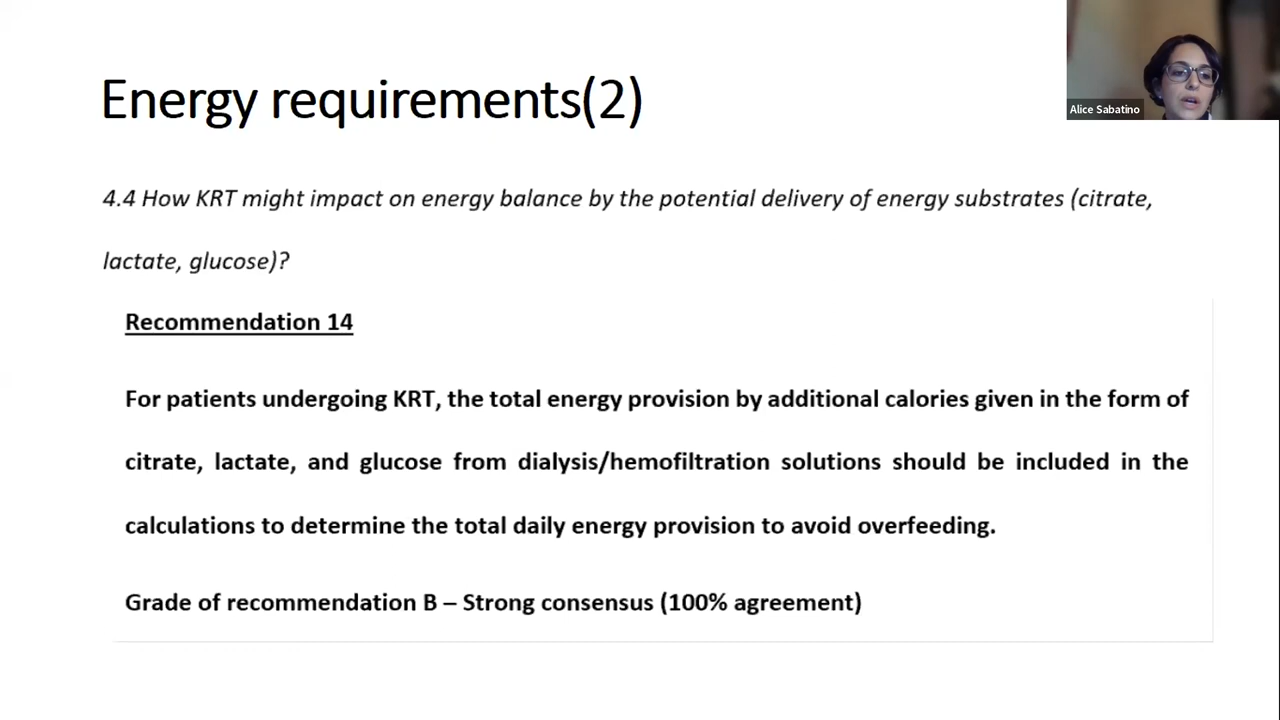 Energy requirements(2)
Alice Sabatino
4.4 How KRT might impact on energy balance by the potential delivery of energy substrates (citrate,
lactate, glucose)?
Recommendation 14
For patients undergoing KRT, the total energy provision by additional calories given in the form of
citrate, lactate, and glucose from dialysis/hemofiltration solutions should be included in the
calculations to determine the total daily energy provision to avoid overfeeding.
Grade of recommendation B – Strong consensus (100% agreement)